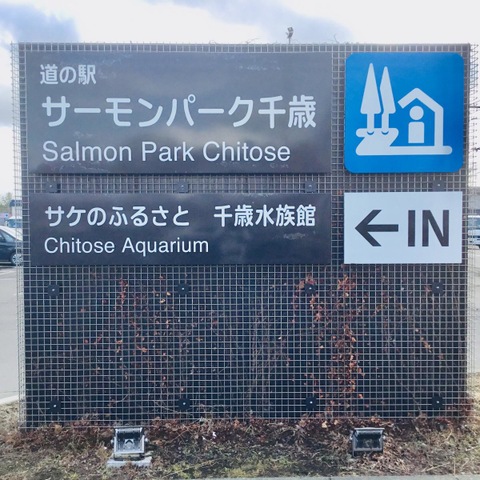 道の駅
サーモンパーク千歳
Salmon Park Chitose
サケのふるさと 千歳水族館
Chitose Aquarium
←IN